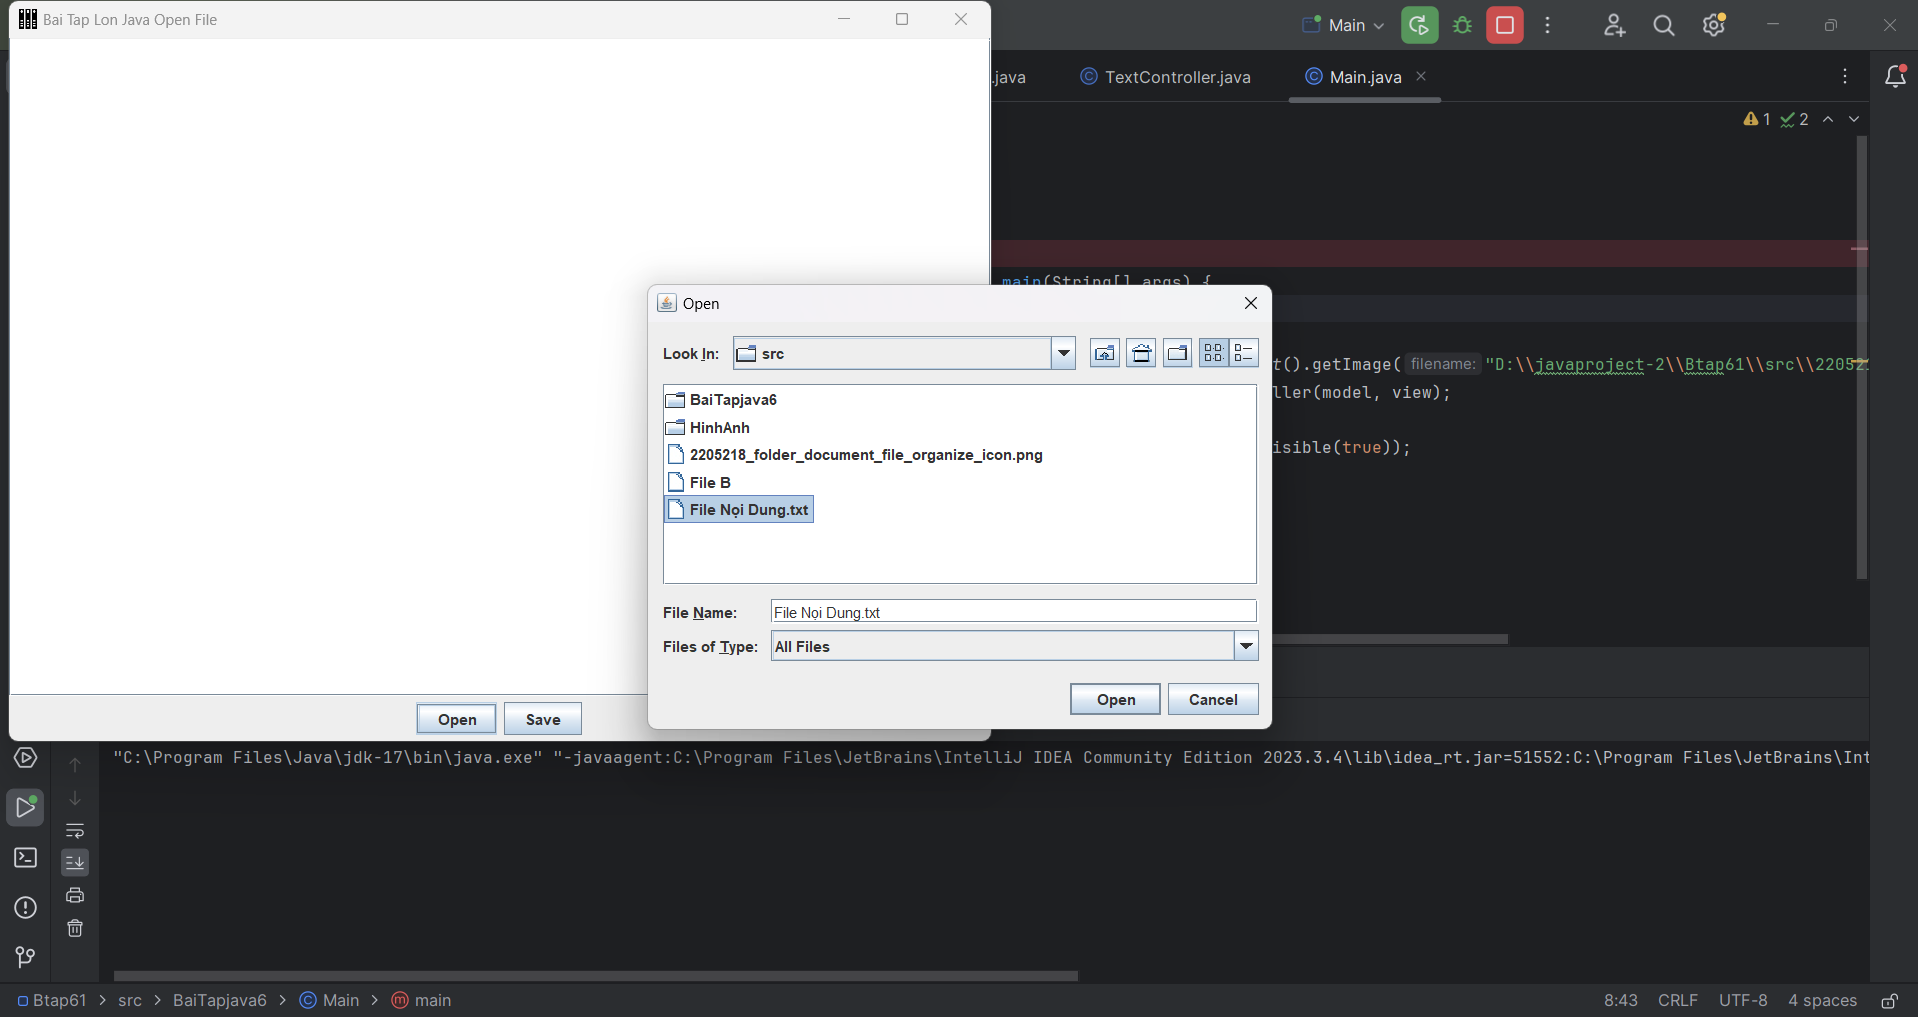 Bai Tap Lon Java Open File
Main
.java
TextController.java
Main.java
1
2
main(String[] args) {
t().getImage( filename: "D:\\javaproject-2\\Btap61\\src\\22052
ller(model, view);
isible(true));
Open
Look In:
src
BaiTapjava6
HinhAnh
2205218_folder_document_file_organize_icon.png
File B
File Nọi Dung.txt
File Name:
File Nọi Dung.txt
Files of Type:
All Files
Open
Cancel
Open
Save
"C:\Program Files\Java\jdk-17\bin\java.exe" "-javaagent:C:\Program Files\JetBrains\IntelliJ IDEA Community Edition 2023.3.4\lib\idea_rt.jar=51552:C:\Program Files\JetBrains\Int
Btap61 > src > BaiTapjava6 > Main > main
8:43 CRLF UTF-8 4 spaces